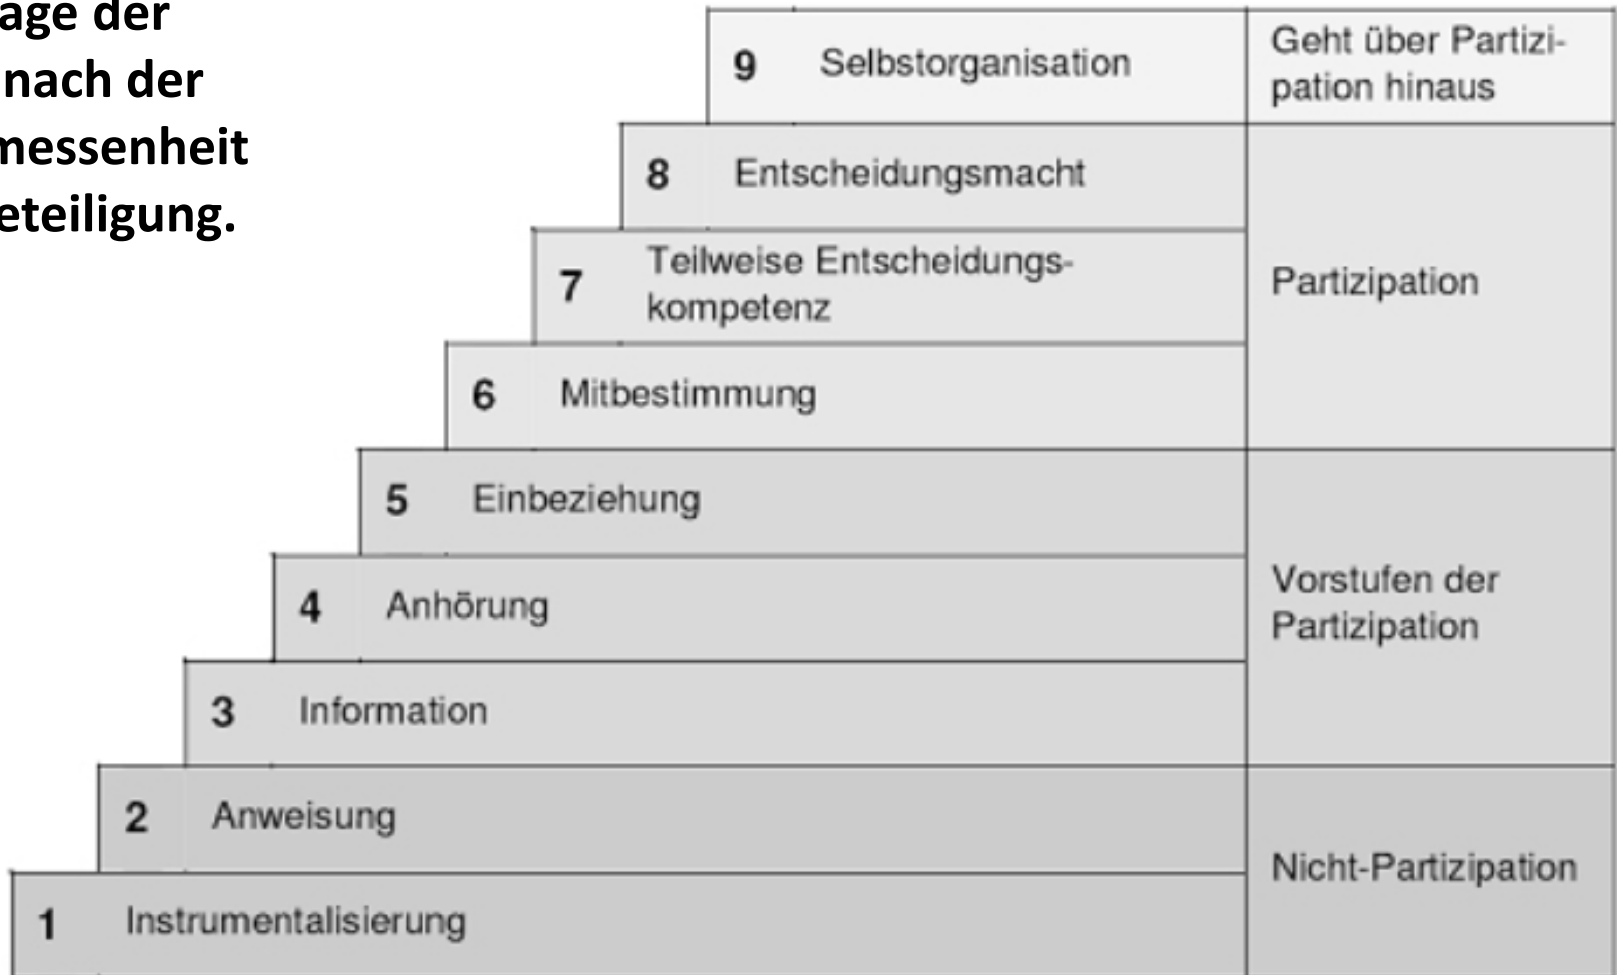 age der
nach der
messenheit
eteiligung.
9 Selbstorganisation
Geht über Partizi-
pation hinaus
8 Entscheidungsmacht
7 Teilweise Entscheidungs-
kompetenz
Partizipation
6 Mitbestimmung
5 Einbeziehung
4 Anhörung
Vorstufen der
Partizipation
3 Information
2 Anweisung
Nicht-Partizipation
1 Instrumentalisierung